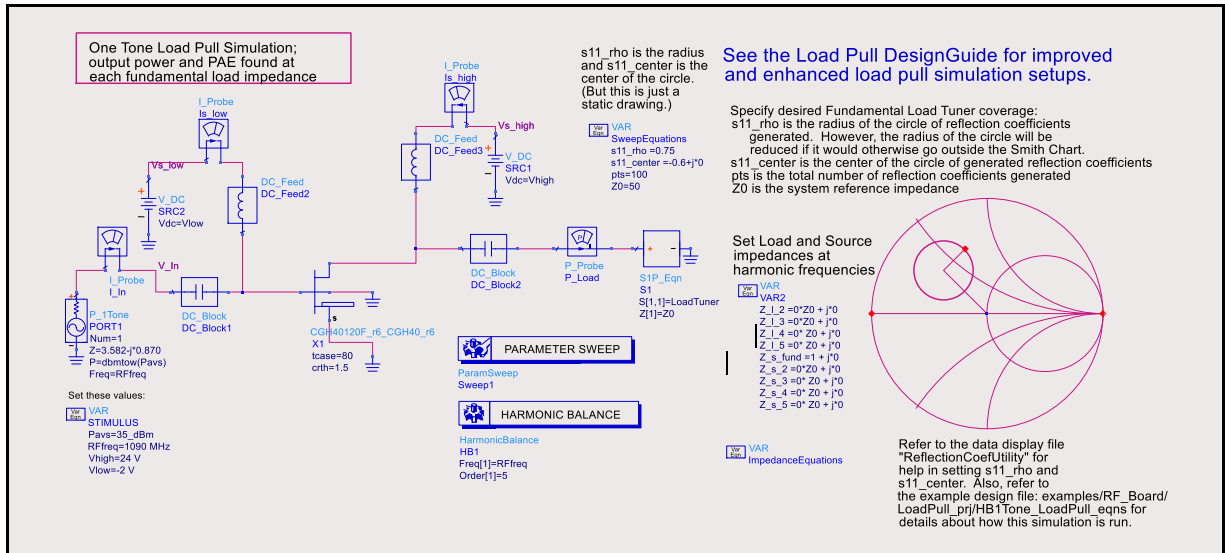 One Tone Load Pull Simulation;
output power and PAE found at
each fundamental load impedance
I_Probe
Is_low
Vs_low
V_DC
SRC2
Vdc=Vlow
DC_Feed
DC_Feed2
I_Probe
I_In
V_In
DC_Block
DC_Block1
P_1Tone
PORT1
Num=1
Z=3.582-j*0.870
P=dbmtow(Pavs)
Freq=RFfreq
Set these values:
Var
Eqn
VAR
STIMULUS
Pavs=35_dBm
RFfreq=1090 MHz
Vhigh=24 V
Vlow=-2 V
I_Probe
Is_high
Vs_high
DC_Feed
DC_Feed3
V_DC
SRC1
Vdc=Vhigh
s
CGH40120F_r6_CGH40_r6
X1
tcase=80
crth=1.5
DC_Block
DC_Block2
P_Probe
P_Load
S1P_Eqn
S1
S[1,1]=LoadTuner
Z[1]=Z0
PARAMETER SWEEP
ParamSweep
Sweep1
HARMONIC BALANCE
HarmonicBalance
HB1
Freq[1]=RFfreq
Order[1]=5
s11_rho is the radius
and s11_center is the
center of the circle.
(But this is just a
static drawing.)
Var
Eqn
VAR
SweepEquations
s11_rho =0.75
s11_center =-0.6+j*0
pts=100
Z0=50
See the Load Pull DesignGuide for improved
and enhanced load pull simulation setups.
Specify desired Fundamental Load Tuner coverage:
s11_rho is the radius of the circle of reflection coefficients
generated. However, the radius of the circle will be
reduced if it would otherwise go outside the Smith Chart.
s11_center is the center of the circle of generated reflection coefficients
pts is the total number of reflection coefficients generated
Z0 is the system reference impedance
Set Load and Source
impedances at
harmonic frequencies
Var
Eqn
VAR
VAR2
Z_l_2 =0*Z0 + j*0
Z_l_3 =0*Z0 + j*0
Z_l_4 =0* Z0 + j*0
Z_l_5 =0* Z0 + j*0
Z_s_fund =1 + j*0
Z_s_2 =0*Z0 + j*0
Z_s_3 =0* Z0 + j*0
Z_s_4 =0* Z0 + j*0
Z_s_5 =0* Z0 + j*0
Var
Eqn
VAR
ImpedanceEquations
Refer to the data display file
"ReflectionCoefUtility" for
help in setting s11_rho and
s11_center. Also, refer to
the example design file: examples/RF_Board/
LoadPull_prj/HB1Tone_LoadPull_eqns for
details about how this simulation is run.